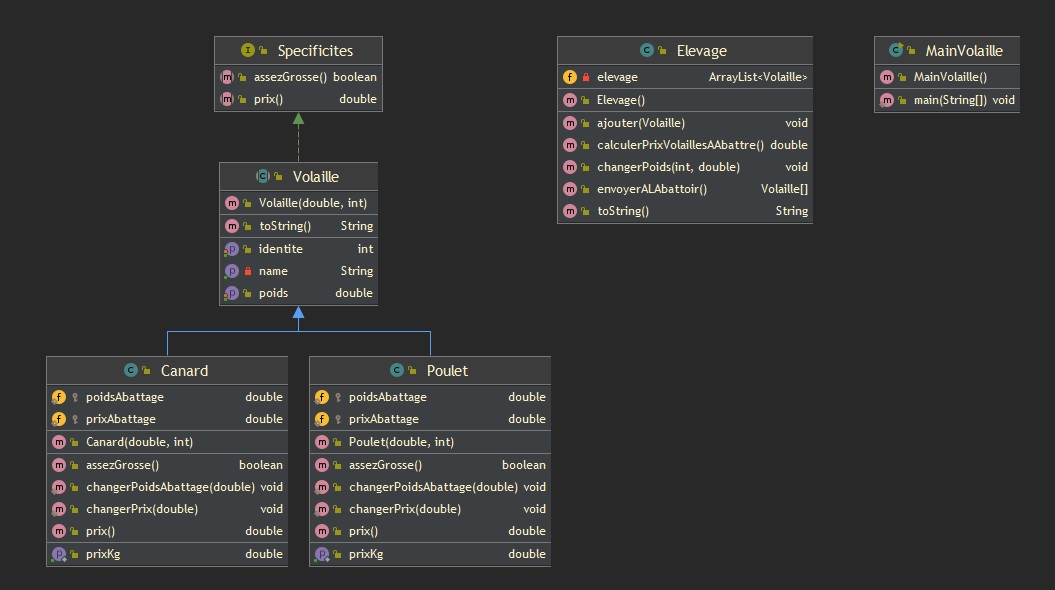 Specificites
assezGrosse() boolean
prix() double
Volaille
Volaille(double, int)
toString() String
identite int
name String
poids double
Canard
poidsAbattage double
prixAbattage double
Canard(double, int)
assezGrosse() boolean
changerPoidsAbattage(double) void
changerPrix(double) void
prix() double
prixKg double
Poulet
poidsAbattage double
prixAbattage double
Poulet(double, int)
assezGrosse() boolean
changerPoidsAbattage(double) void
changerPrix(double) void
prix() double
prixKg double
Elevage
elevage ArrayList<Volaille>
Elevage()
ajouter(Volaille) void
calculerPrixVolaillesAAbattre() double
changerPoids(int, double) void
envoyerALAbattoir() Volaille[]
toString() String
MainVolaille
MainVolaille()
main(String[]) void